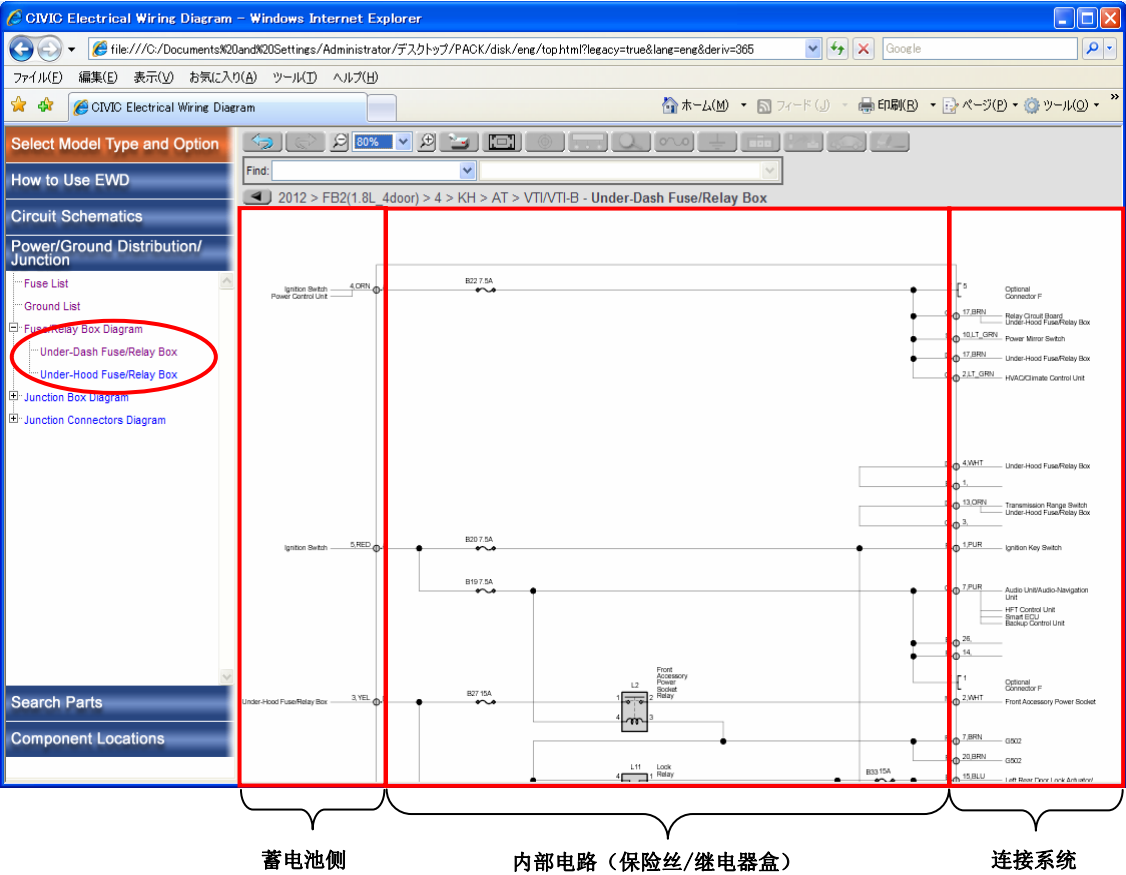 CIVIC Electrical Wiring Diagram - Windows Internet Explorer
file:///C:/Documents%20and%20Settings/Administrator/デスクトップ/PACK/disk/eng/top.html?legacy=true&lang=eng&deriv=365
Google
ファイル(F) 編集(E) 表示(V) お気に入り(A) ツール(T) ヘルプ(H)
CIVIC Electrical Wiring Diagram
ホーム(M) フィード(J) 印刷(R) ページ(P) ツール(O) »
Select Model Type and Option
How to Use EWD
Circuit Schematics
Power/Ground Distribution/
Junction
Fuse List
Ground List
Fuse/Relay Box Diagram
Under-Dash Fuse/Relay Box
Under-Hood Fuse/Relay Box
Junction Box Diagram
Junction Connectors Diagram
Search Parts
Component Locations
80%
Find:
2012 > FB2(1.8L_4door) > 4 > KH > AT > VTI/VTI-B - Under-Dash Fuse/Relay Box
Ignition Switch
Power Control Unit
4,ORN
B22 7.5A
5
Optional
Connector F
17,BRN
Relay Circuit Board
Under-Hood Fuse/Relay Box
10,LT_GRN
Power Mirror Switch
17,BRN
Under-Hood Fuse/Relay Box
2,LT_GRN
HVAC/Climate Control Unit
4,WHT
Under-Hood Fuse/Relay Box
1,
13,ORN
Transmission Range Switch
Under-Hood Fuse/Relay Box
3,
Ignition Switch
5,RED
B20 7.5A
1,PUR
Ignition Key Switch
B19 7.5A
7,PUR
Audio Unit/Audio-Navigation
Unit
HFT Control Unit
Smart ECU
Backup Control Unit
26,
14,
1
Optional
Connector F
Under-Hood Fuse/Relay Box
3,YEL
B27 15A
L2
Front
Accessory
Power
Socket
Relay
1
2
4
3
2,WHT
Front Accessory Power Socket
7,BRN
G502
20,BRN
G502
L11
Lock
Relay
4
1
B33 15A
15,BLU
Left Rear Door Lock Actuator/
蓄电池侧
内部电路（保险丝/继电器盒）
连接系统